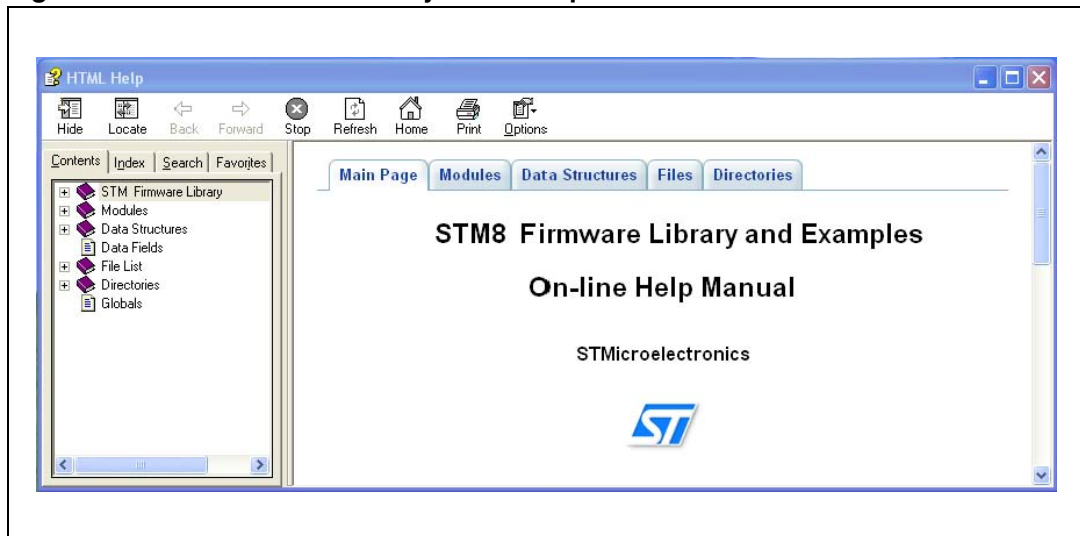 HTML Help
Hide Locate Back Forward Stop Refresh Home Print Options
Contents Index Search Favorites
STM Firmware Library
Modules
Data Structures
Data Fields
File List
Directories
Globals
Main Page Modules Data Structures Files Directories
STM8 Firmware Library and Examples
On-line Help Manual
STMicroelectronics
ST